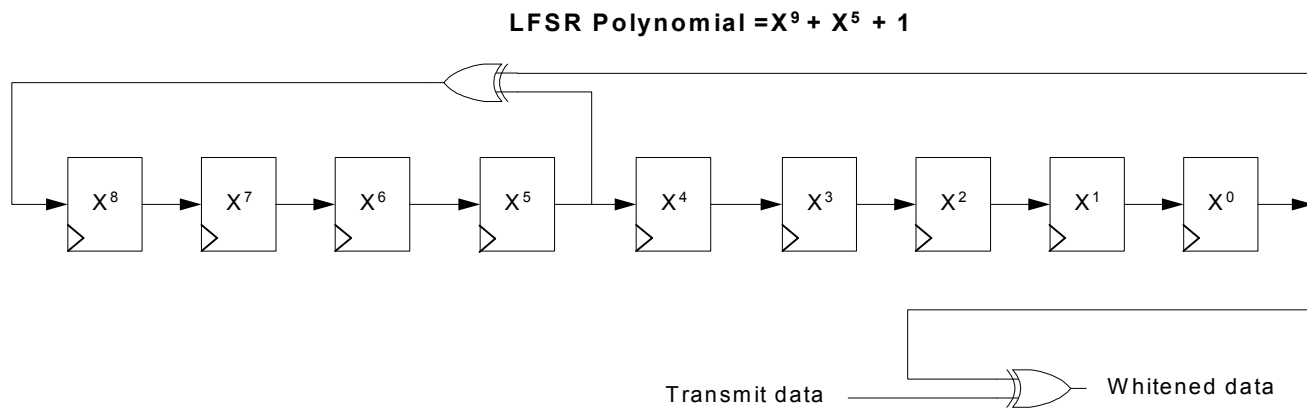 LFSR Polynomial =X⁹ + X⁵ + 1
X⁸ X⁷ X⁶ X⁵ X⁴ X³ X² X¹ X⁰
Transmit data Whitened data